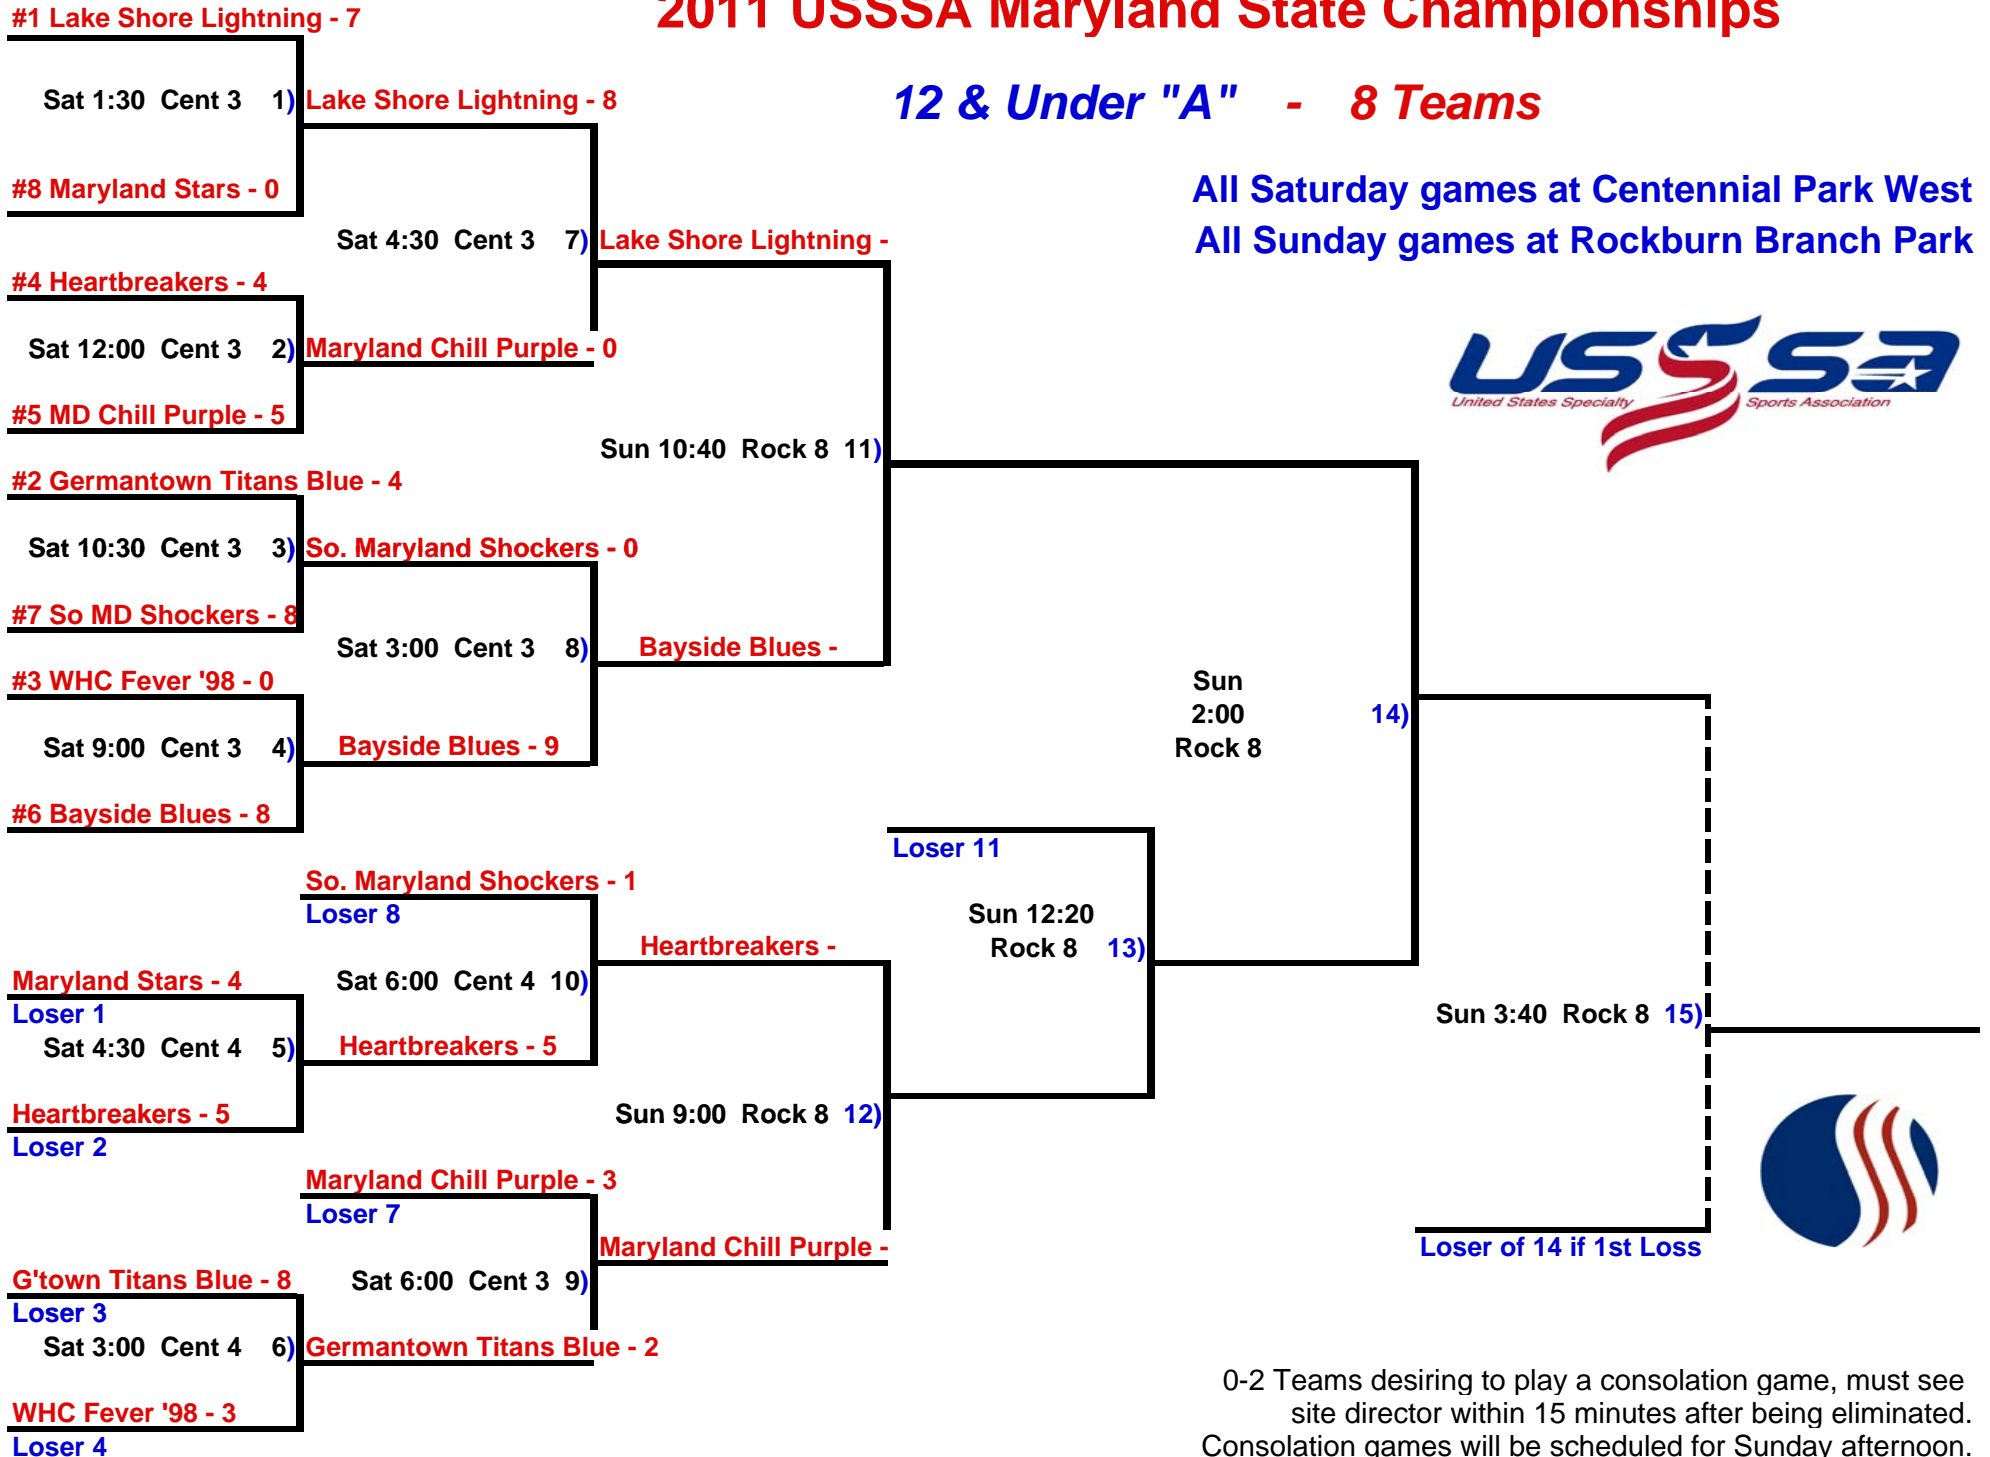 2011 USSSA Maryland State Championships
#1 Lake Shore Lightning - 7
12 & Under "A" - 8 Teams
Sat 1:30 Cent 3 1) Lake Shore Lightning - 8
All Saturday games at Centennial Park West
#8 Maryland Stars - 0
All Sunday games at Rockburn Branch Park
Sat 4:30 Cent 3 7) Lake Shore Lightning -
#4 Heartbreakers - 4
Sat 12:00 Cent 3 2) Maryland Chill Purple - 0
USSSA
United States Specialty Sports Association
#5 MD Chill Purple - 5
Sun 10:40 Rock 8 11)
#2 Germantown Titans Blue - 4
Sat 10:30 Cent 3 3) So. Maryland Shockers - 0
#7 So MD Shockers - 8
Sat 3:00 Cent 3 8) Bayside Blues -
#3 WHC Fever '98 - 0
Sun
2:00 14)
Rock 8
Sat 9:00 Cent 3 4) Bayside Blues - 9
#6 Bayside Blues - 8
Loser 11
So. Maryland Shockers - 1
Loser 8
Sun 12:20
Rock 8 13)
Heartbreakers -
Maryland Stars - 4
Sat 6:00 Cent 4 10)
Loser 1
Sun 3:40 Rock 8 15)
Sat 4:30 Cent 4 5) Heartbreakers - 5
Heartbreakers - 5
Sun 9:00 Rock 8 12)
Loser 2
Maryland Chill Purple - 3
Loser 7
Maryland Chill Purple -
Loser of 14 if 1st Loss
G'town Titans Blue - 8
Sat 6:00 Cent 3 9)
Loser 3
Sat 3:00 Cent 4 6) Germantown Titans Blue - 2
WHC Fever '98 - 3
Loser 4
0-2 Teams desiring to play a consolation game, must see
site director within 15 minutes after being eliminated.
Consolation games will be scheduled for Sunday afternoon.